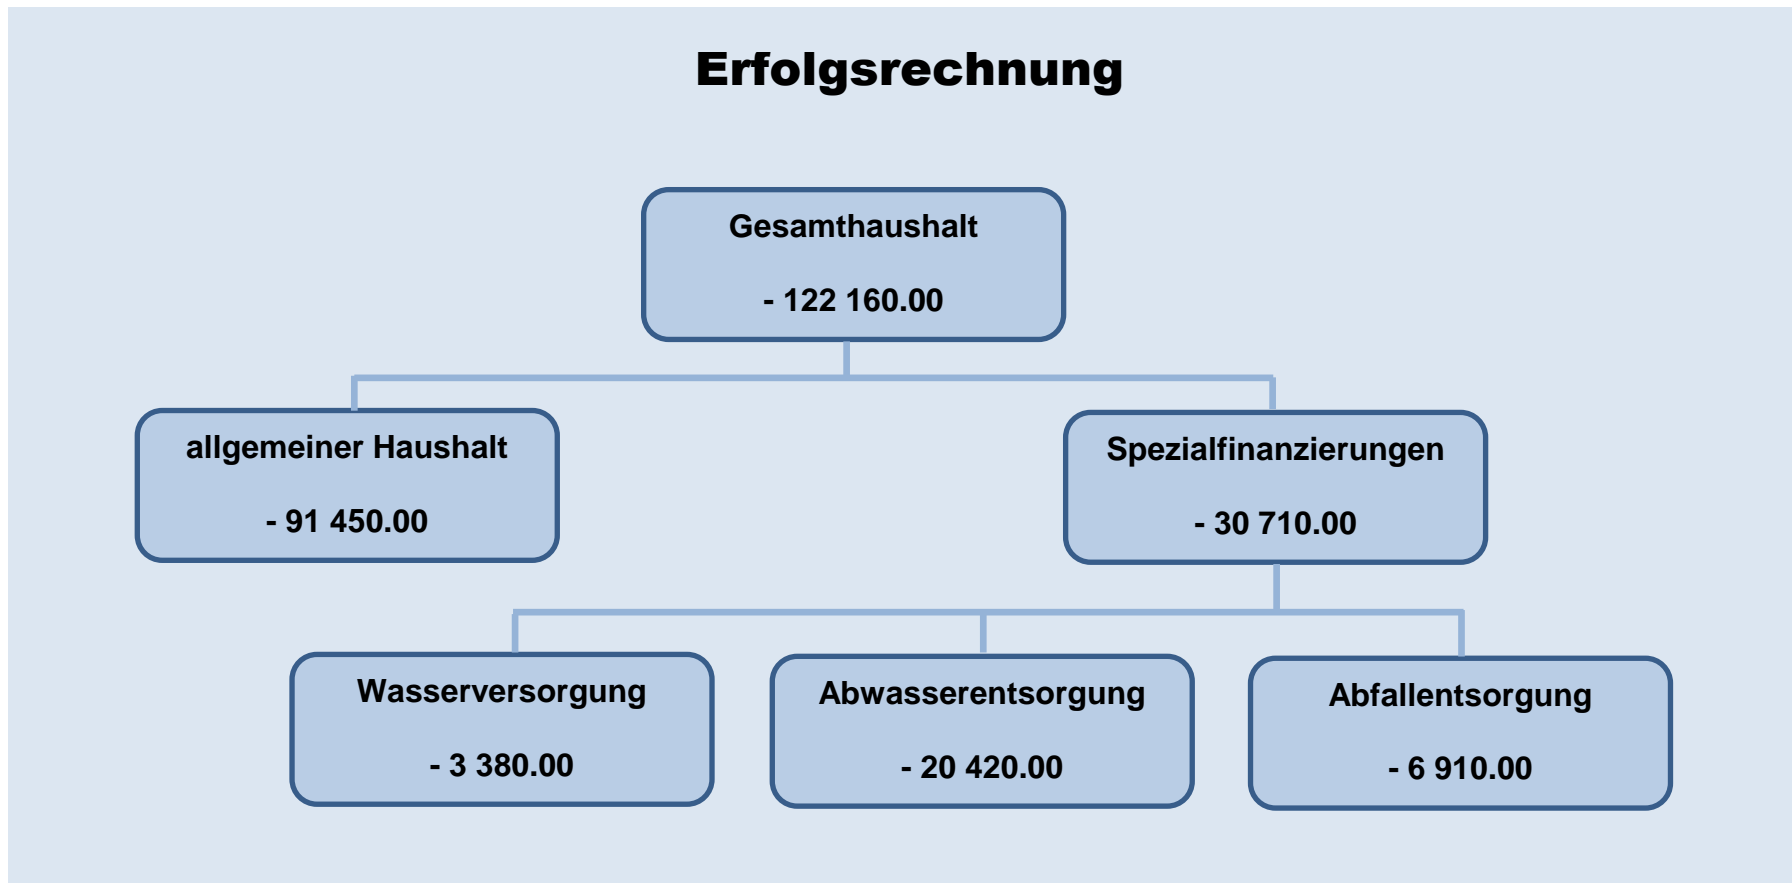 Erfolgsrechnung
Gesamthaushalt
- 122 160.00
allgemeiner Haushalt
- 91 450.00
Spezialfinanzierungen
- 30 710.00
Wasserversorgung
- 3 380.00
Abwasserentsorgung
- 20 420.00
Abfallentsorgung
- 6 910.00